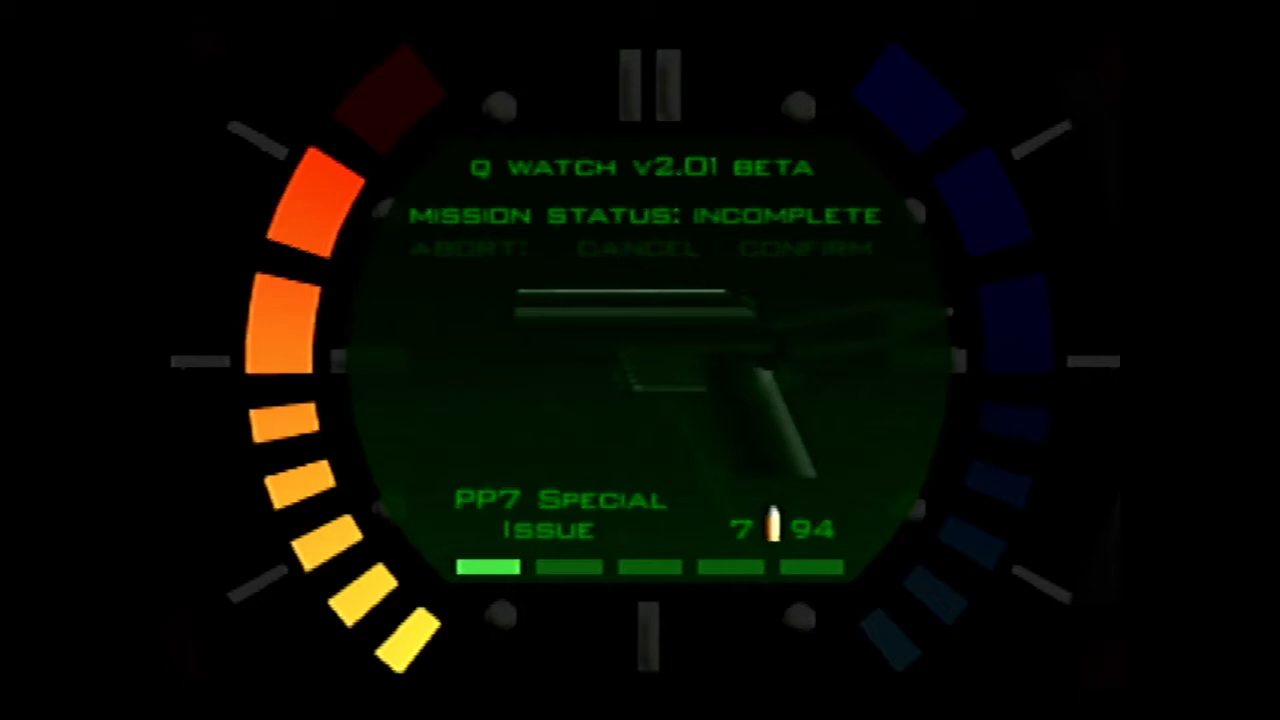 Q WATCH V2.01 BETA
MISSION STATUS: INCOMPLETE
ABORT: CANCEL CONFIRM
PP7 SPECIAL
ISSUE 7 94